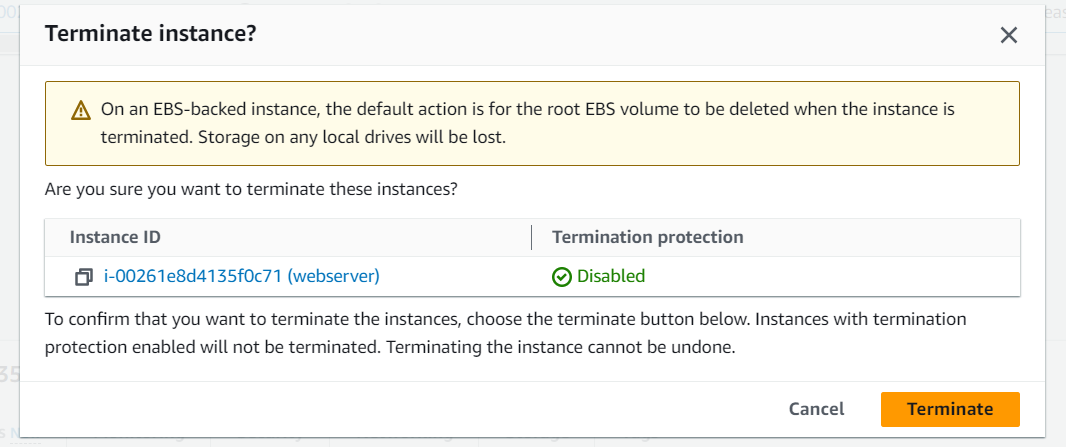 Terminate instance?
On an EBS-backed instance, the default action is for the root EBS volume to be deleted when the instance is
terminated. Storage on any local drives will be lost.
Are you sure you want to terminate these instances?
Instance ID
Termination protection
i-00261e8d4135f0c71 (webserver)
Disabled
To confirm that you want to terminate the instances, choose the terminate button below. Instances with termination
protection enabled will not be terminated. Terminating the instance cannot be undone.
Cancel
Terminate